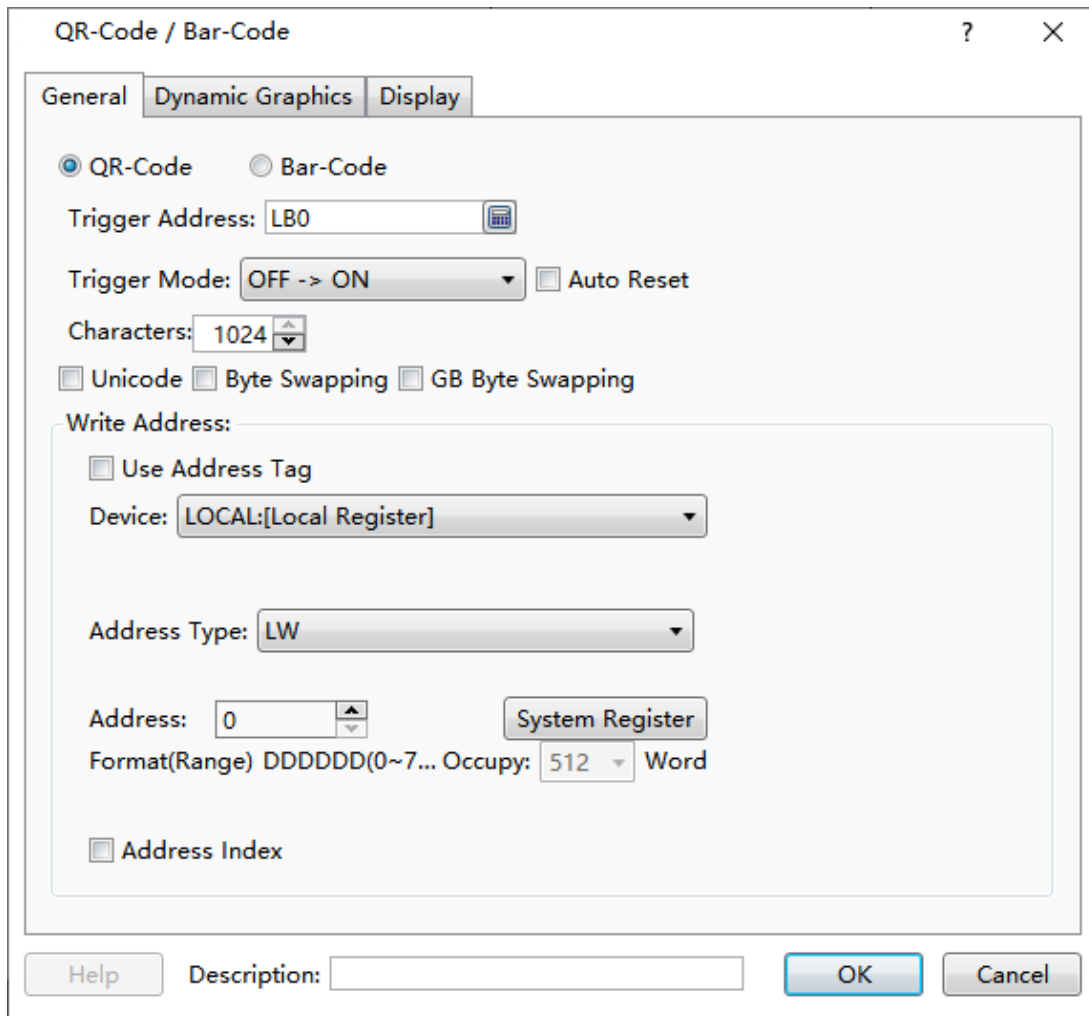 QR-Code / Bar-Code ?
General Dynamic Graphics Display
QR-Code Bar-Code
Trigger Address: LB0
Trigger Mode: OFF -> ON Auto Reset
Characters: 1024
Unicode Byte Swapping GB Byte Swapping
Write Address:
Use Address Tag
Device: LOCAL:[Local Register]
Address Type: LW
Address: 0 System Register
Format(Range) DDDDDD(0~7... Occupy: 512 Word
Address Index
Help Description: OK Cancel